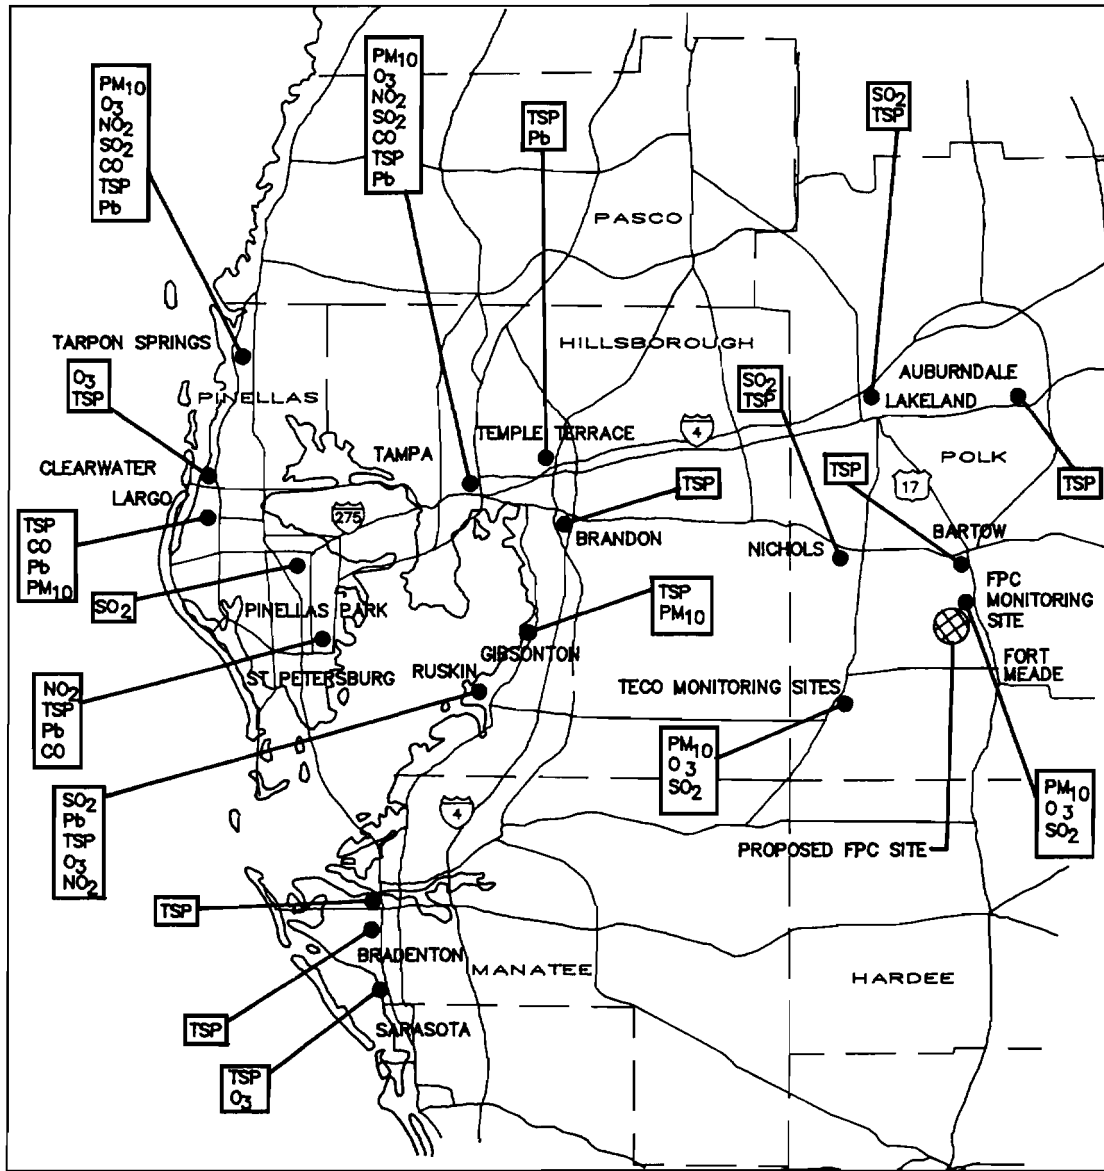 PM10
O3
NO2
SO2
CO
TSP
Pb
PM10
O3
NO2
SO2
CO
TSP
Pb
TSP
Pb
SO2
TSP
PASCO
TARPON SPRINGS
HILLSBOROUGH
O3
TSP
PINELLAS
SO2
TSP
AUBURNDALE
LAKELAND
TEMPLE TERRACE
4
TAMPA
CLEARWATER
LARGO
TSP
TSP
17
POLK
TSP
275
TSP
CO
Pb
PM10
BRANDON
NICHOLS
BARTOW
SO2
PINELLAS PARK
TSP
PM10
FPC
MONITORING
SITE
GIBSONTON
ST PETERSBURG
RUSKIN
FORT
MEADE
TECO MONITORING SITES
NO2
TSP
Pb
CO
PM10
O3
SO2
PM10
O3
SO2
SO2
Pb
TSP
O3
NO2
4
PROPOSED FPC SITE
TSP
BRADENTON
MANATEE
HARDEE
TSP
SARASOTA
TSP
O3